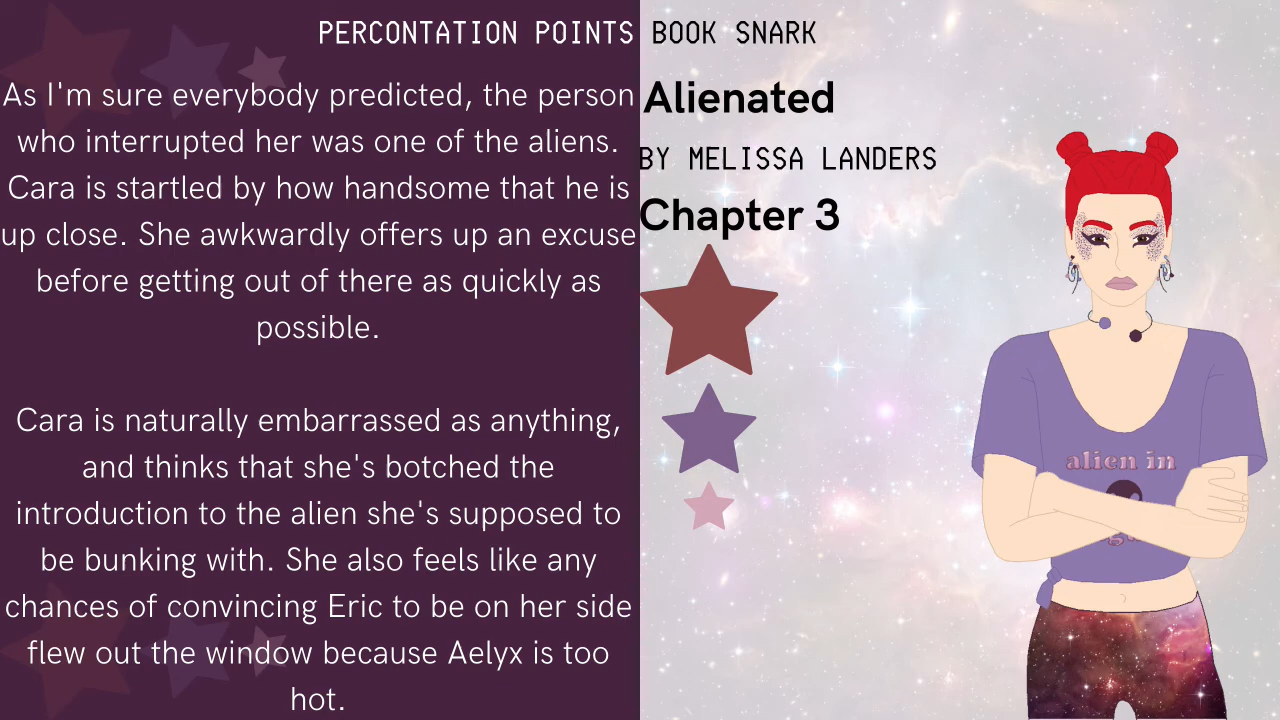 PERCONTATION POINTS BOOK SNARK
As I'm sure everybody predicted, the person
who interrupted her was one of the aliens.
Cara is startled by how handsome that he is
up close. She awkwardly offers up an excuse
before getting out of there as quickly as
possible.
Cara is naturally embarrassed as anything,
and thinks that she's botched the
introduction to the alien she's supposed to
be bunking with. She also feels like any
chances of convincing Eric to be on her side
flew out the window because Aelyx is too
hot.
Alienated
BY MELISSA LANDERS
Chapter 3
alien in